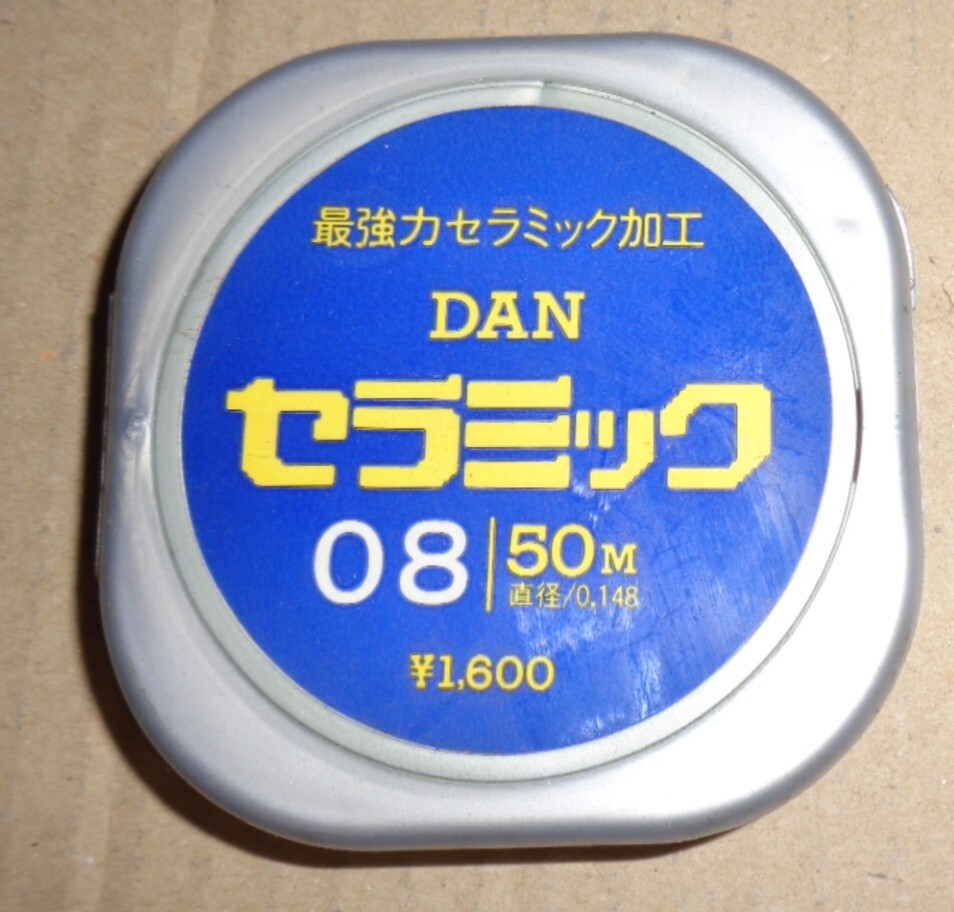 最強力セラミック加工
DAN
セラミック
08 50M
直径/0.148
¥1,600